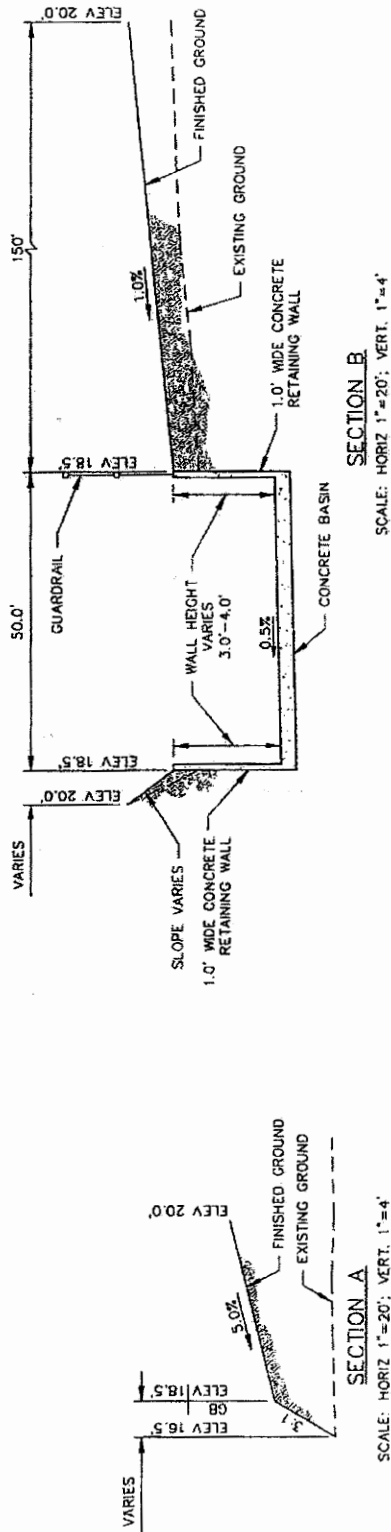 VARIES
ELEV 16.5'
GB
ELEV 18.5'
ELEV 20.0'
5.0%
3:1
FINISHED GROUND
EXISTING GROUND
SECTION A
SCALE: HORIZ 1"=20'; VERT. 1"=4'
VARIES
50.0'
150'
ELEV 20.0'
ELEV 18.5'
ELEV 18.5'
ELEV 20.0'
GUARDRAIL
SLOPE VARIES
1.0' WIDE CONCRETE
RETAINING WALL
WALL HEIGHT
VARIES
3.0'-4.0'
0.5%
1.0%
FINISHED GROUND
EXISTING GROUND
1.0' WIDE CONCRETE
RETAINING WALL
CONCRETE BASIN
SECTION B
SCALE: HORIZ 1"=20'; VERT. 1"=4'